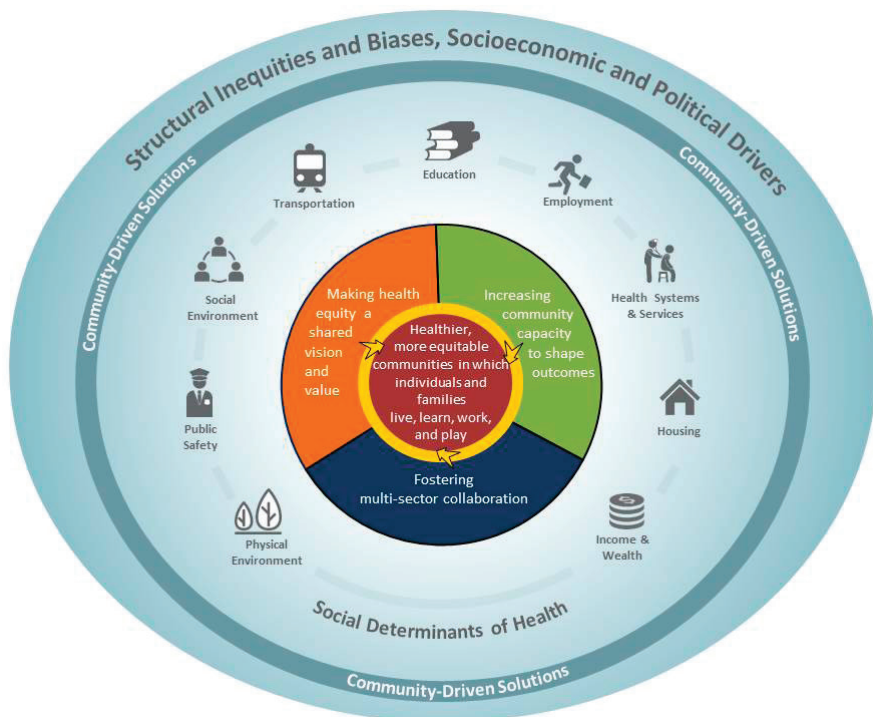 Structural Inequities and Biases, Socioeconomic and Political Drivers
Community-Driven Solutions
Community-Driven Solutions
Education
Transportation
Employment
Social
Environment
Health Systems
& Services
Public
Safety
Housing
Physical
Environment
Income &
Wealth
Making health
equity a
shared
vision
and
value
Increasing
community
capacity
to shape
outcomes
Healthier,
more equitable
communities in which
individuals and
families
live, learn, work,
and play
Fostering
multi-sector collaboration
Social Determinants of Health
Community-Driven Solutions